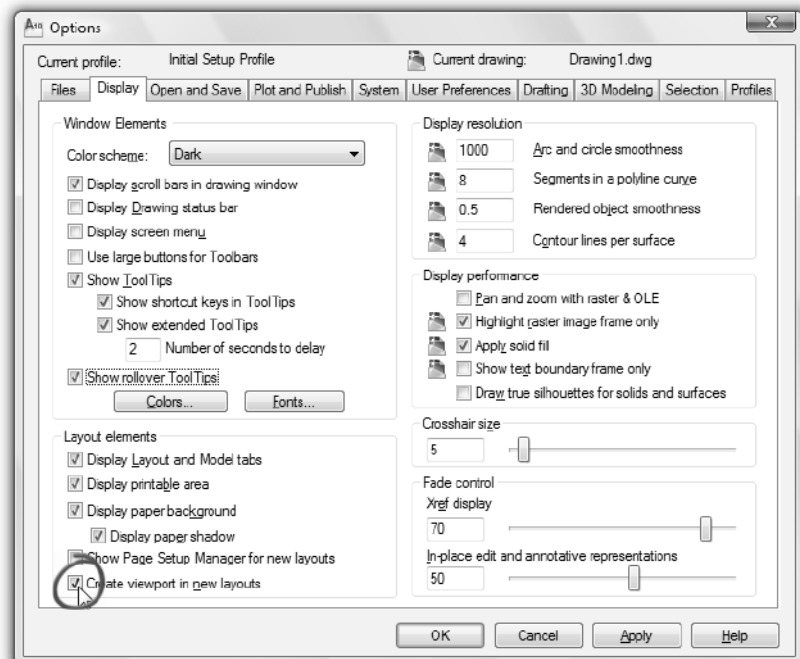 A10 Options X
Current profile: Initial Setup Profile Current drawing: Drawing1.dwg
Files Display Open and Save Plot and Publish System User Preferences Drafting 3D Modeling Selection Profiles
Window Elements
Color scheme: Dark
Display scroll bars in drawing window
Display Drawing status bar
Display screen menu
Use large buttons for Toolbars
Show ToolTips
Show shortcut keys in ToolTips
Show extended ToolTips
2 Number of seconds to delay
Show rollover ToolTips
Colors... Fonts...
Layout elements
Display Layout and Model tabs
Display printable area
Display paper background
Display paper shadow
Show Page Setup Manager for new layouts
Create viewport in new layouts
Display resolution
1000 Arc and circle smoothness
8 Segments in a polyline curve
0.5 Rendered object smoothness
4 Contour lines per surface
Display performance
Pan and zoom with raster & OLE
Highlight raster image frame only
Apply solid fill
Show text boundary frame only
Draw true silhouettes for solids and surfaces
Crosshair size
5
Fade control
Xref display
70
In-place edit and annotative representations
50
OK Cancel Apply Help